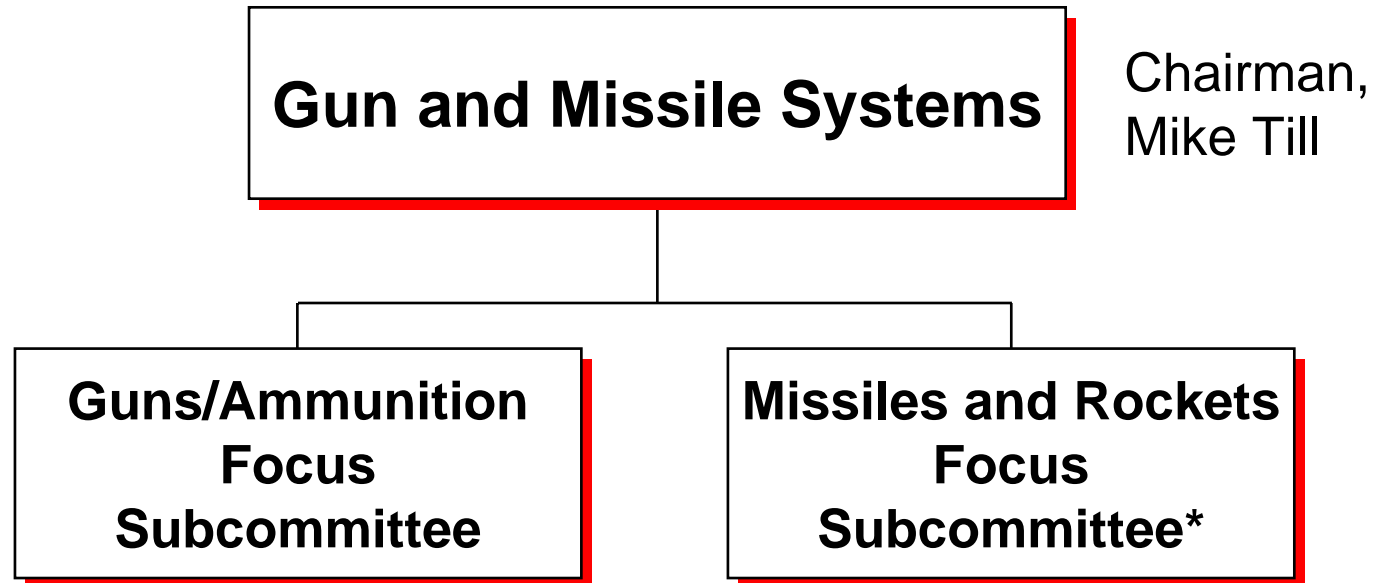 Gun and Missile Systems
Chairman,
Mike Till
Guns/Ammunition
Focus
Subcommittee
Missiles and Rockets
Focus
Subcommittee*